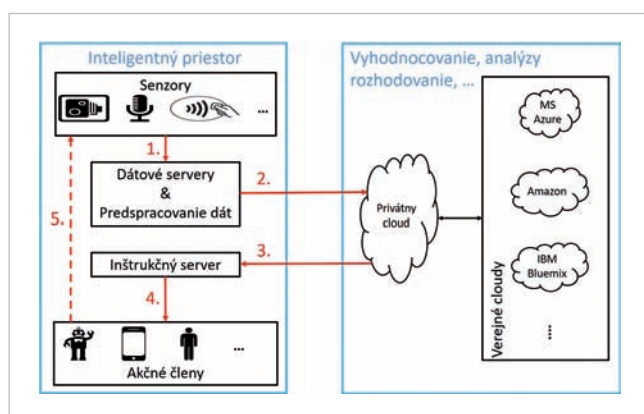 Inteligentný priestor
Senzory
...
1.
Dátové servery
&
Predspracovanie dát
2.
3.
Inštrukčný server
4.
5.
...
Akčné členy
Vyhodnocovanie, analýzy
rozhodovanie, ...
Privátny
cloud
MS
Azure
Amazon
IBM
Bluemix
....
Verejné cloudy